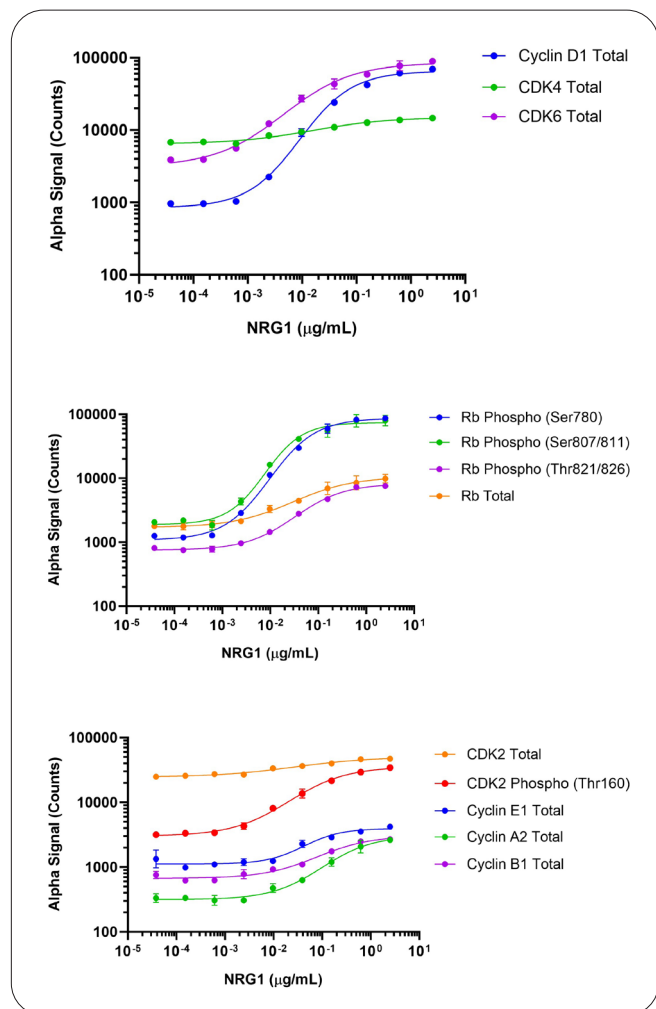 100000
10000
1000
100
Alpha Signal (Counts)
10⁻⁵ 10⁻⁴ 10⁻³ 10⁻² 10⁻¹ 10⁰ 10¹
NRG1 (μg/mL)
Cyclin D1 Total
CDK4 Total
CDK6 Total
100000
10000
1000
100
Alpha Signal (Counts)
10⁻⁵ 10⁻⁴ 10⁻³ 10⁻² 10⁻¹ 10⁰ 10¹
NRG1 (μg/mL)
Rb Phospho (Ser780)
Rb Phospho (Ser807/811)
Rb Phospho (Thr821/826)
Rb Total
100000
10000
1000
100
Alpha Signal (Counts)
10⁻⁵ 10⁻⁴ 10⁻³ 10⁻² 10⁻¹ 10⁰ 10¹
NRG1 (μg/mL)
CDK2 Total
CDK2 Phospho (Thr160)
Cyclin E1 Total
Cyclin A2 Total
Cyclin B1 Total